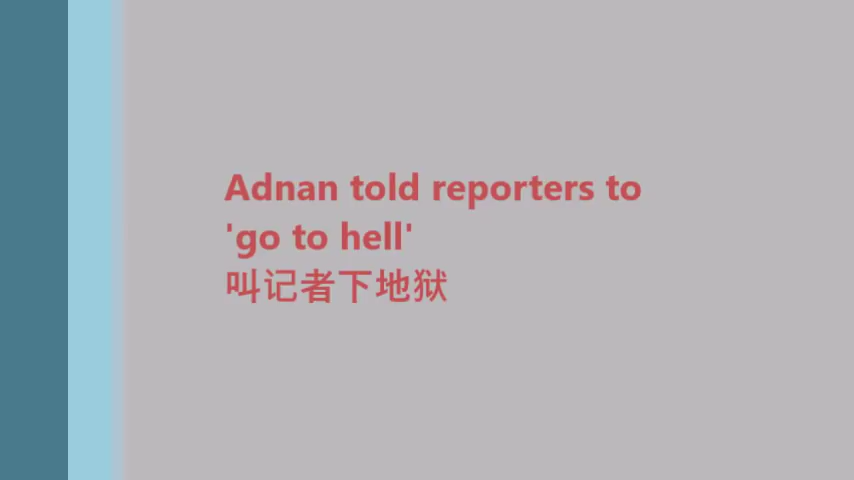 Adnan told reporters to
'go to hell'
叫记者下地狱